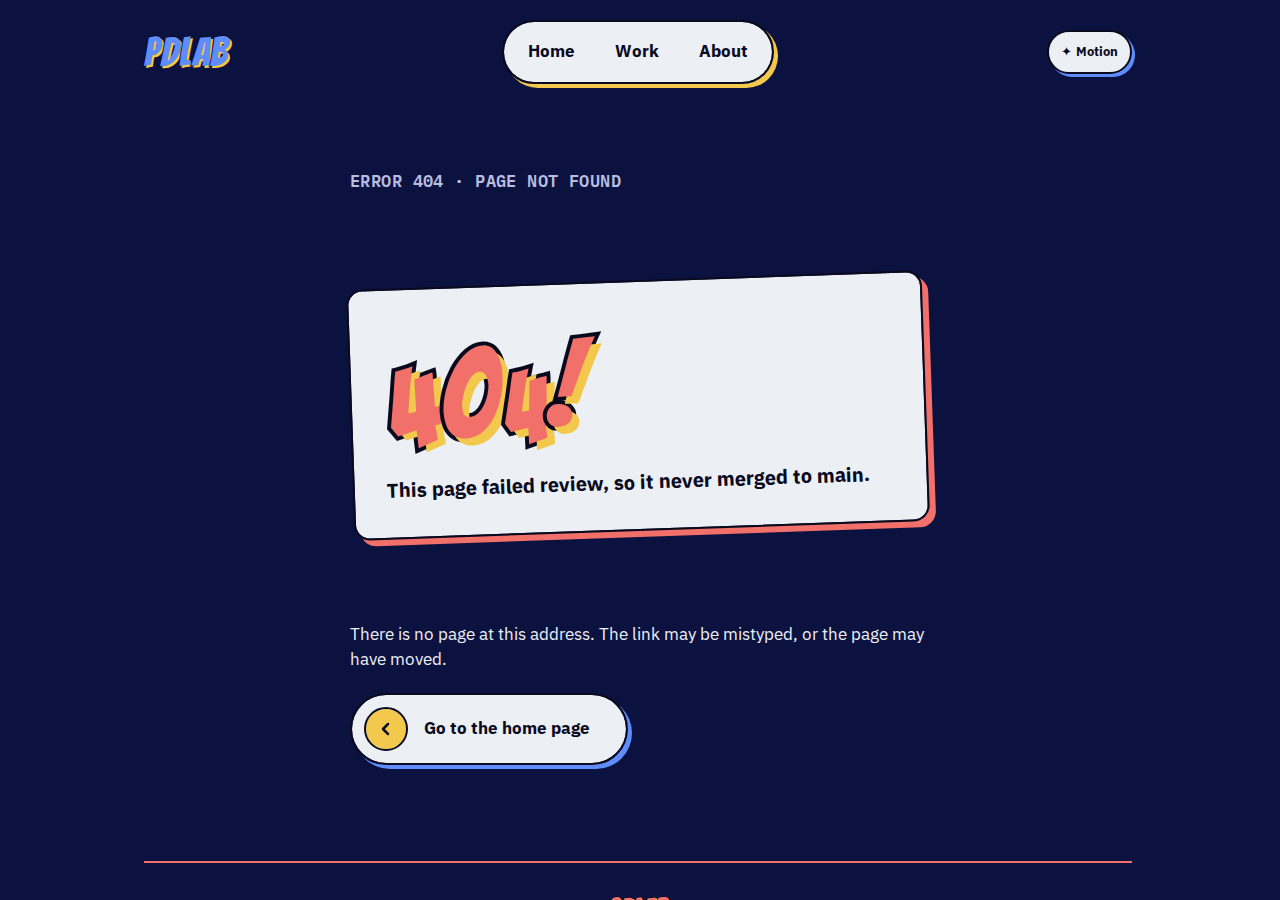 PDLAB
Home Work About
✦ Motion
ERROR 404 · PAGE NOT FOUND
404!
This page failed review, so it never merged to main.
There is no page at this address. The link may be mistyped, or the page may
have moved.
Go to the home page